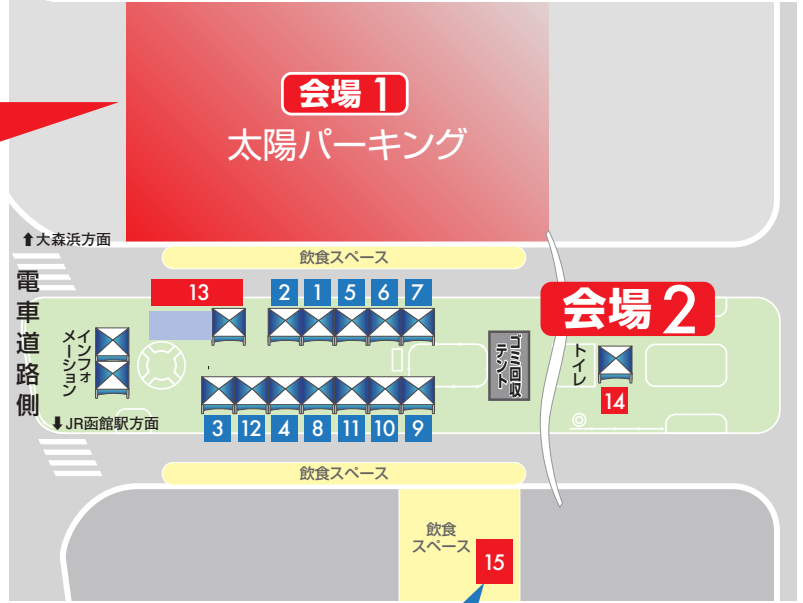 会場 1
太陽パーキング
⬆大森浜方面
飲食スペース
電車道路側
13
2 1 5 6 7
会場 2
インフォ
メーション
ゴミ回収
テント
トイレ
14
⬇JR函館駅方面
3 12 4 8 11 10 9
飲食スペース
飲食
スペース
15